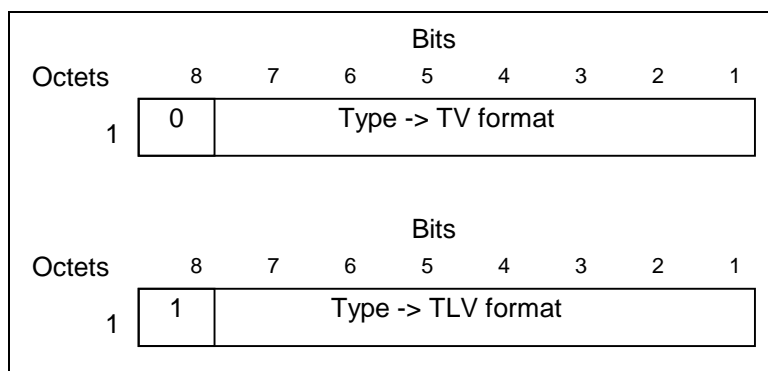 Bits
Octets 8 7 6 5 4 3 2 1
1 0 Type -> TV format
Bits
Octets 8 7 6 5 4 3 2 1
1 1 Type -> TLV format